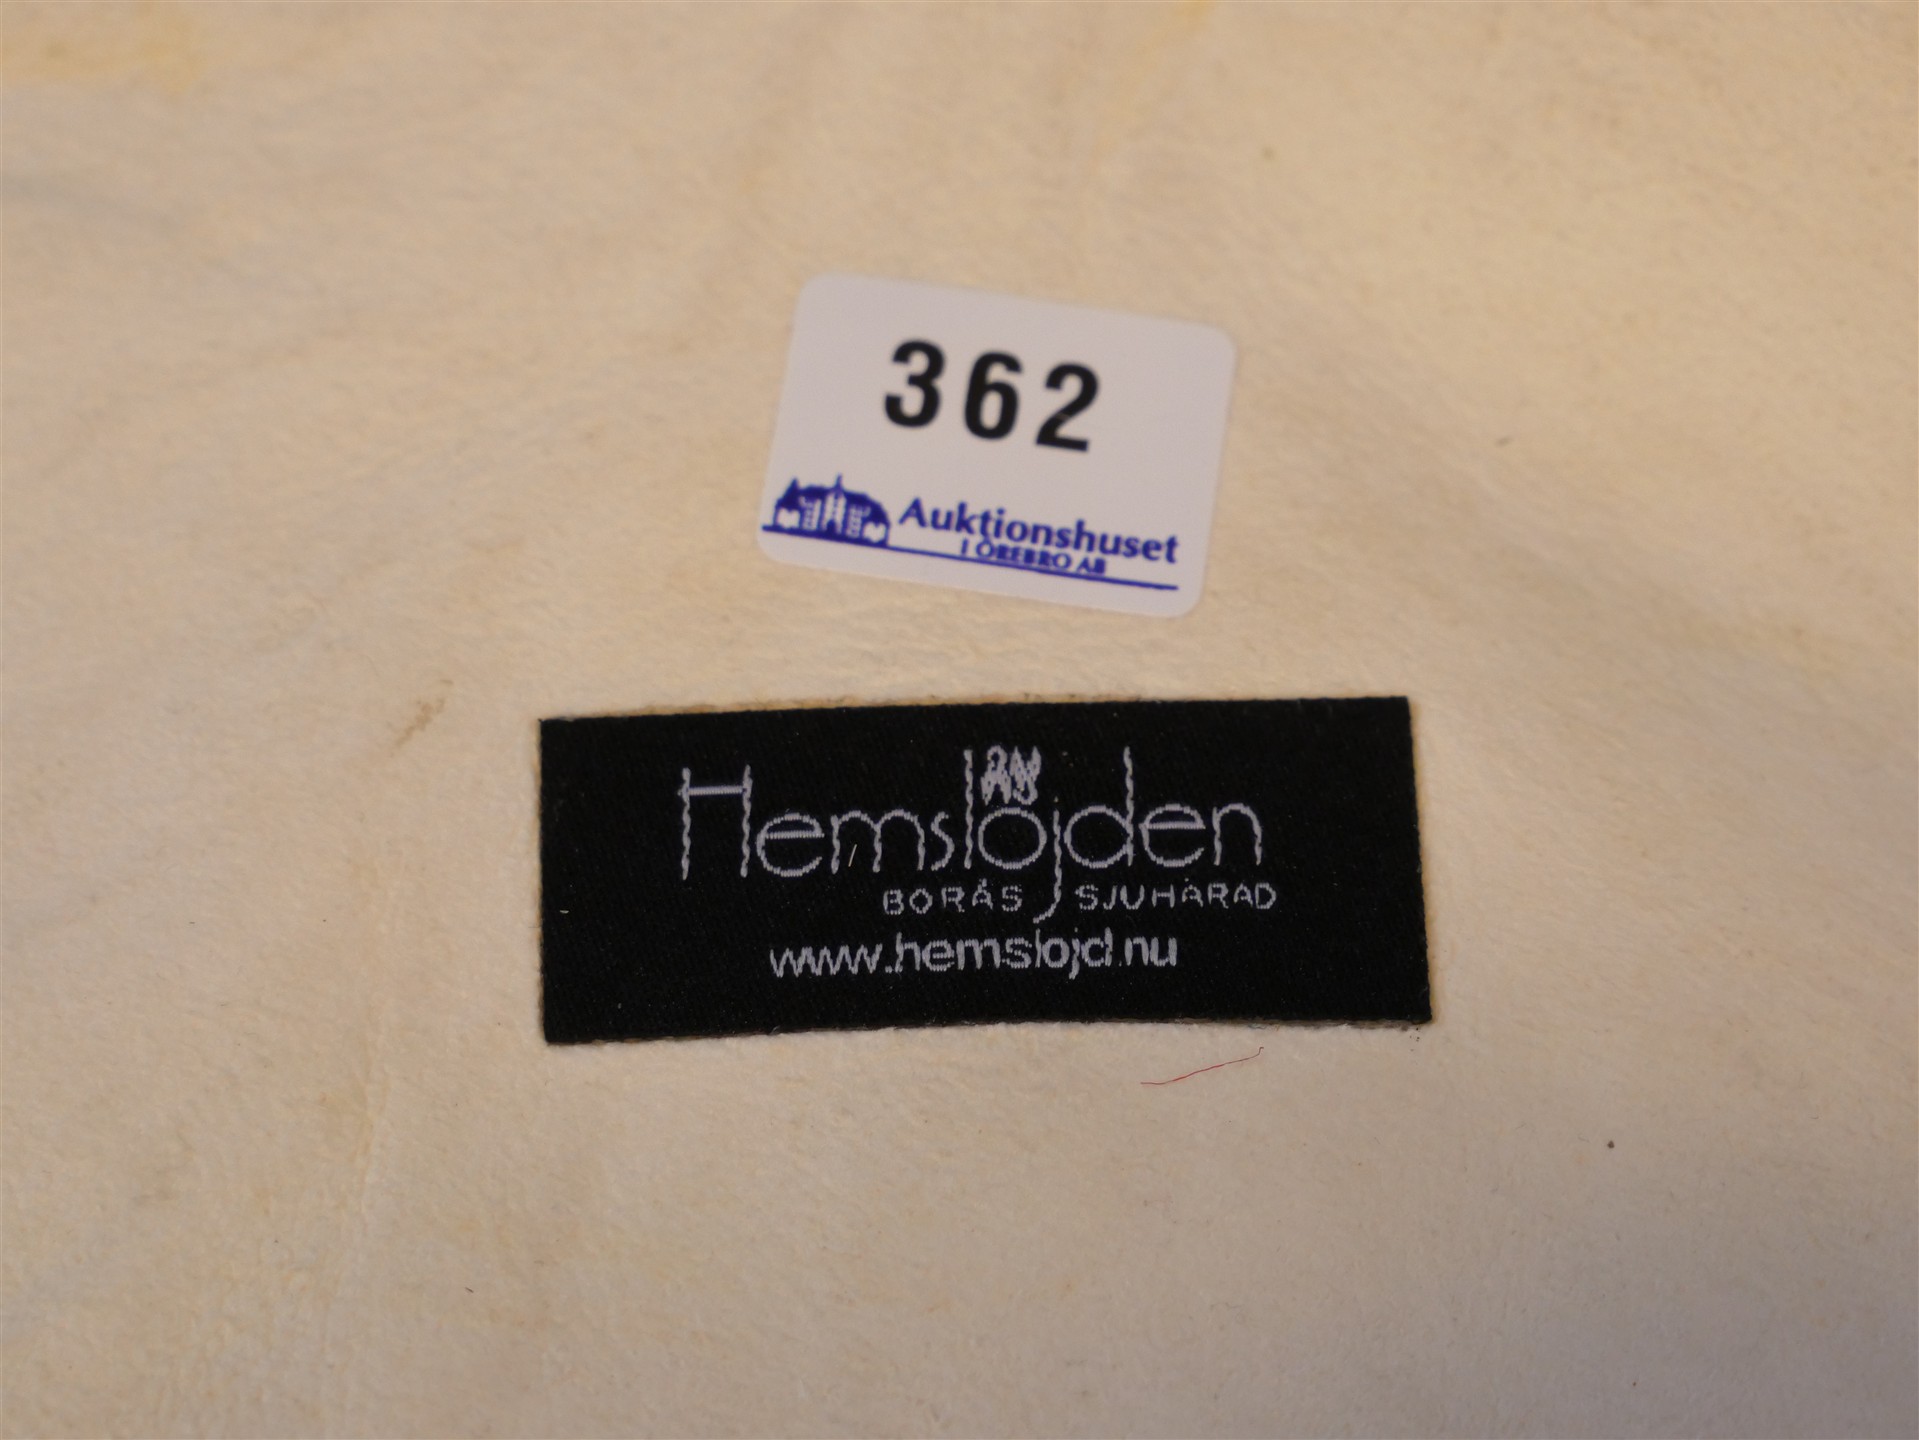 362
Auktionshuset
I ÖREBRO AB
Hemslöjden
BORÅS SJUHÄRAD
www.hemslojd.nu